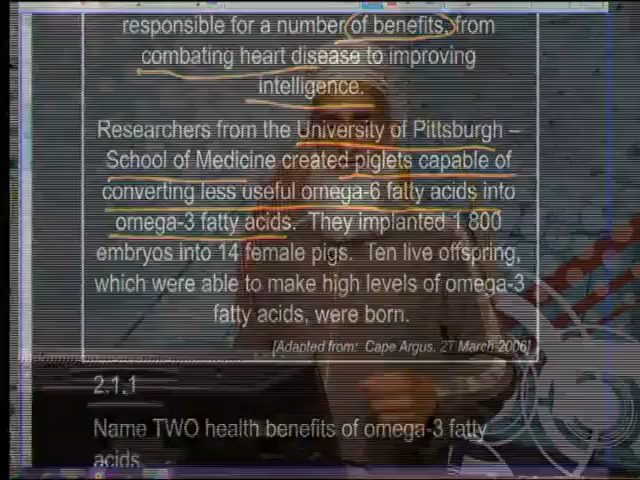 responsible for a number of benefits, from
combating heart disease to improving
intelligence.
Researchers from the University of Pittsburgh –
School of Medicine created piglets capable of
converting less useful omega-6 fatty acids into
omega-3 fatty acids. They implanted 1 800
embryos into 14 female pigs. Ten live offspring,
which were able to make high levels of omega-3
fatty acids, were born.
[Adapted from: Cape Argus, 27 March 2006]
2.1.1
Name TWO health benefits of omega-3 fatty
acids.